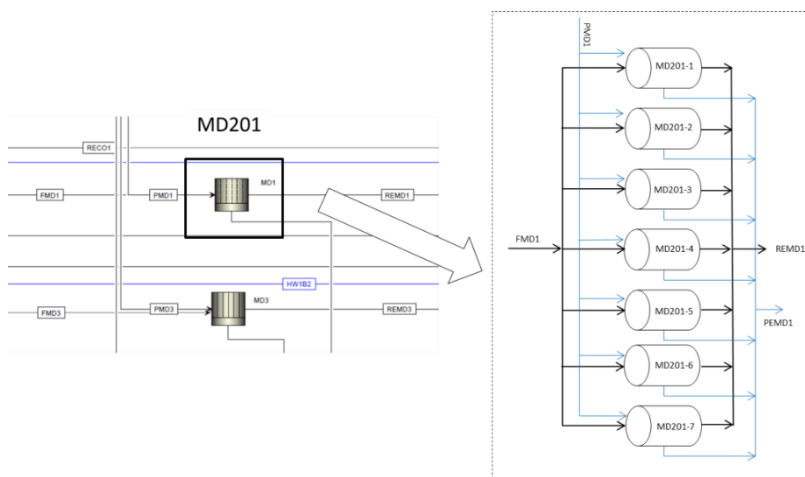 MD201
RECO1
FMD1
PMD1
MD1
REMD1
HW1B2
FMD3
PMD3
MD3
REMD3
PMD1
MD201-1
MD201-2
MD201-3
FMD1
MD201-4
REMD1
MD201-5
PEMD1
MD201-6
MD201-7